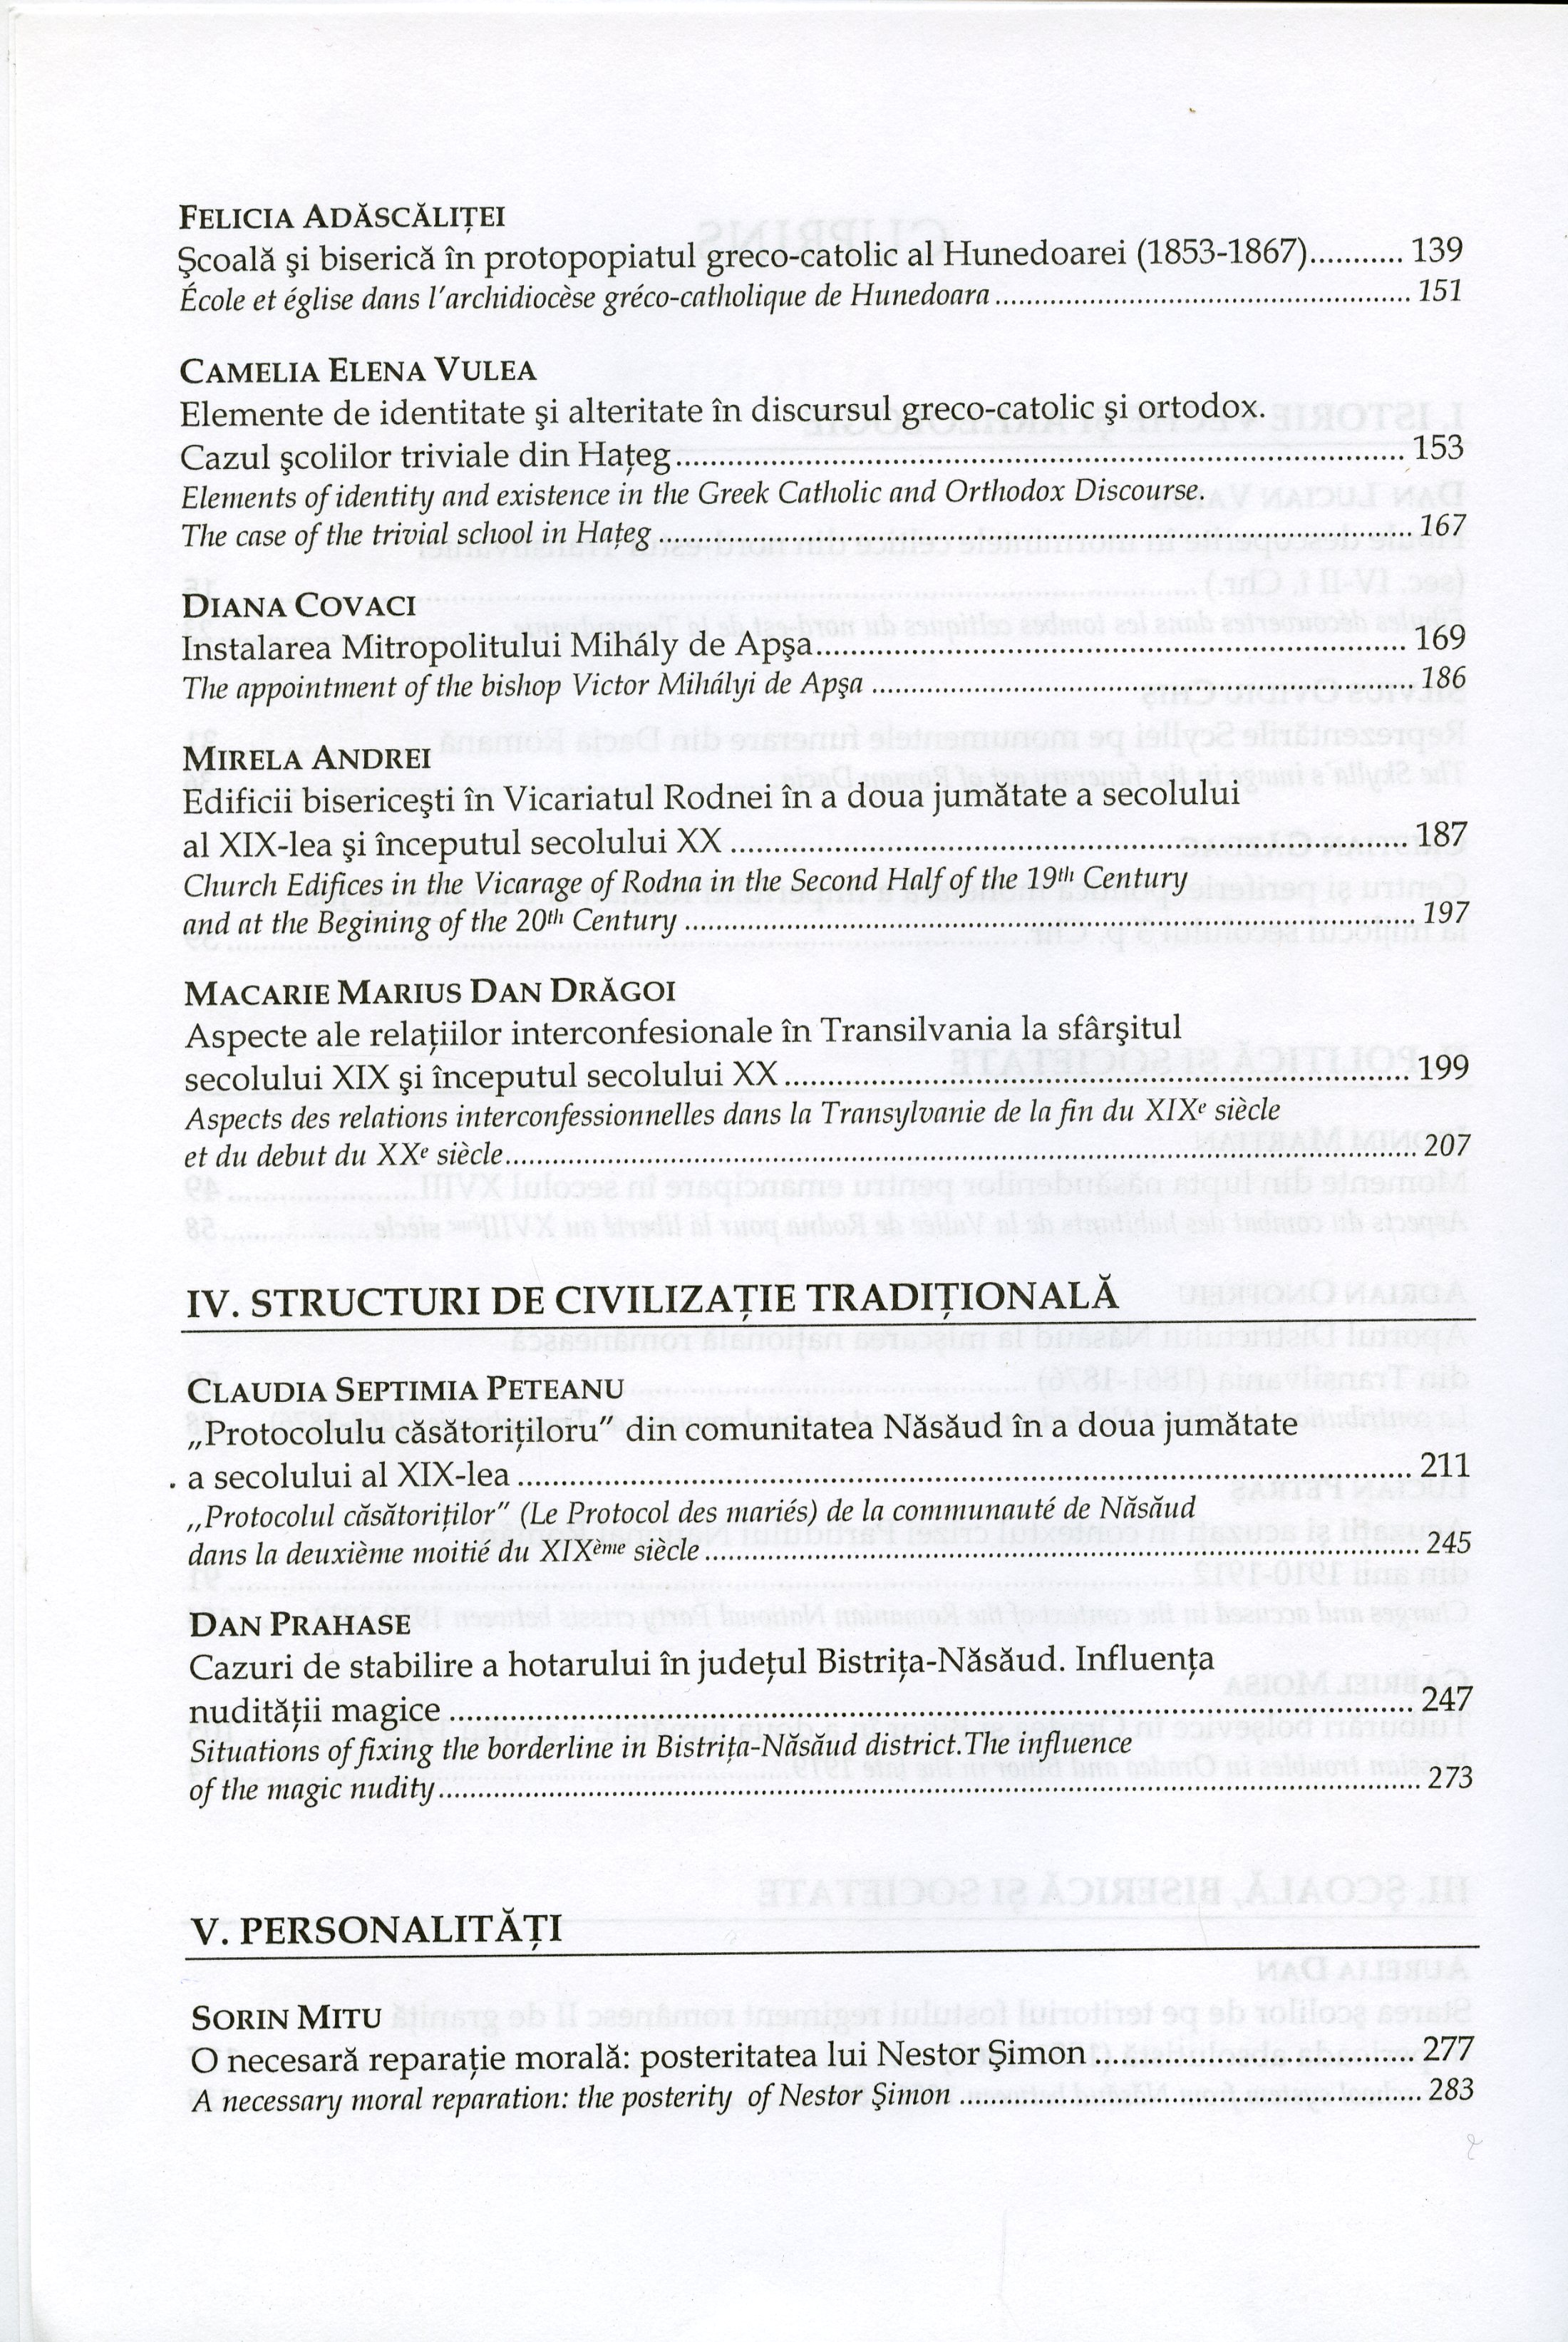 FELICIA ADĂSCĂLIŢEI
Şcoală şi biserică în protopopiatul greco-catolic al Hunedoarei (1853-1867)........... 139
École et église dans l'archidiocèse gréco-catholique de Hunedoara.................................................... 151
CAMELIA ELENA VULEA
Elemente de identitate şi alteritate în discursul greco-catolic şi ortodox.
Cazul şcolilor triviale din Haţeg........................................................................................ 153
Elements of identity and existence in the Greek Catholic and Orthodox Discourse.
The case of the trivial school in Haţeg .............................................................................................. 167
DIANA COVACI
Instalarea Mitropolitului Mihály de Apşa....................................................................... 169
The appointment of the bishop Victor Mihályi de Apşa .................................................................... 186
MIRELA ANDREI
Edificii bisericeşti în Vicariatul Rodnei în a doua jumătate a secolului
al XIX-lea şi începutul secolului XX .................................................................................. 187
Church Edifices in the Vicarage of Rodna in the Second Half of the 19th Century
and at the Begining of the 20th Century ............................................................................................ 197
MACARIE MARIUS DAN DRĂGOI
Aspecte ale relaţiilor interconfesionale în Transilvania la sfârşitul
secolului XIX şi începutul secolului XX............................................................................ 199
Aspects des relations interconfessionnelles dans la Transylvanie de la fin du XIXe siècle
et du debut du XXe siècle.................................................................................................................. 207
IV. STRUCTURI DE CIVILIZAŢIE TRADIŢIONALĂ
CLAUDIA SEPTIMIA PETEANU
„Protocolulu căsătoriţiloru" din comunitatea Năsăud în a doua jumătate
a secolului al XIX-lea ............................................................................................................ 211
„Protocolul căsătoriţilor" (Le Protocol des mariés) de la communauté de Năsăud
dans la deuxième moitié du XIXème siècle......................................................................................... 245
DAN PRAHASE
Cazuri de stabilire a hotarului în judeţul Bistriţa-Năsăud. Influenţa
nudităţii magice ..................................................................................................................... 247
Situations of fixing the borderline in Bistriţa-Năsăud district.The influence
of the magic nudity............................................................................................................................ 273
V. PERSONALITĂŢI
SORIN MITU
O necesară reparaţie morală: posteritatea lui Nestor Şimon ....................................... 277
A necessary moral reparation: the posterity of Nestor Şimon .......................................................... 283